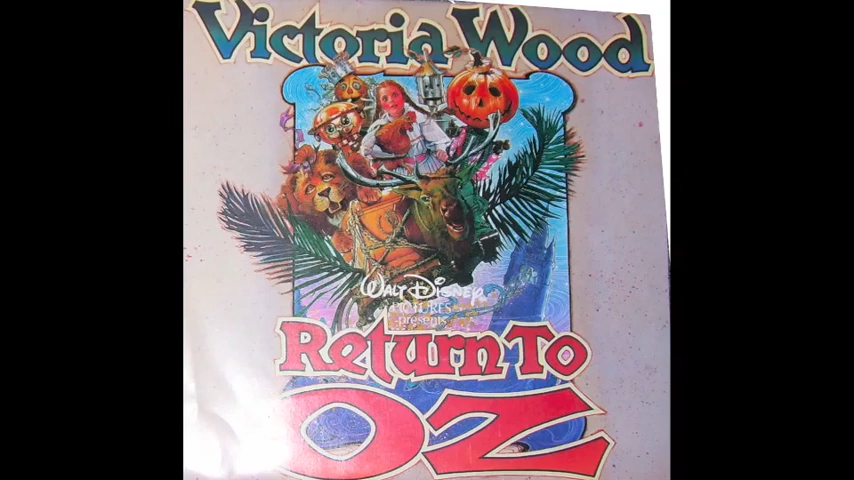 Victoria Wood
WALT DISNEY
PICTURES
presents
Return To
OZ